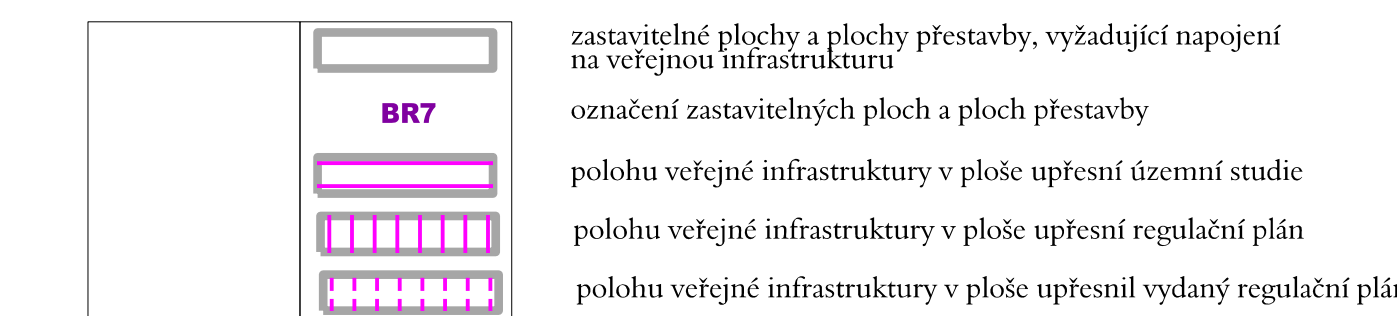 zastavitelné plochy a plochy přestavby, vyžadující napojení
na veřejnou infrastrukturu
BR7 označení zastavitelných ploch a ploch přestavby
polohu veřejné infrastruktury v ploše upřesní územní studie
polohu veřejné infrastruktury v ploše upřesní regulační plán
polohu veřejné infrastruktury v ploše upřesnil vydaný regulační plán